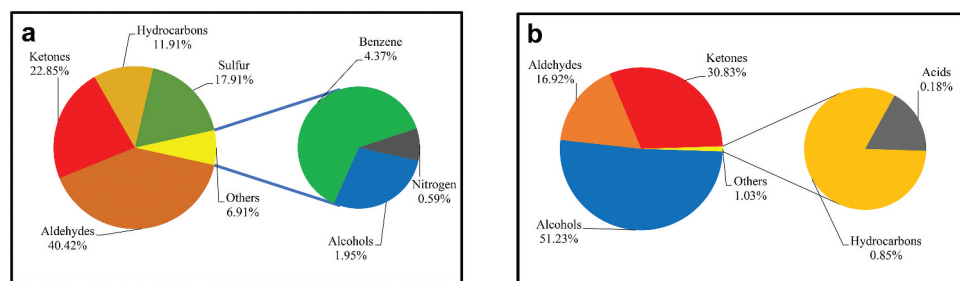 a
Hydrocarbons
11.91%
Ketones
22.85%
Sulfur
17.91%
Benzene
4.37%
Nitrogen
0.59%
Others
6.91%
Aldehydes
40.42%
Alcohols
1.95%
b
Ketones
30.83%
Aldehydes
16.92%
Acids
0.18%
Others
1.03%
Alcohols
51.23%
Hydrocarbons
0.85%